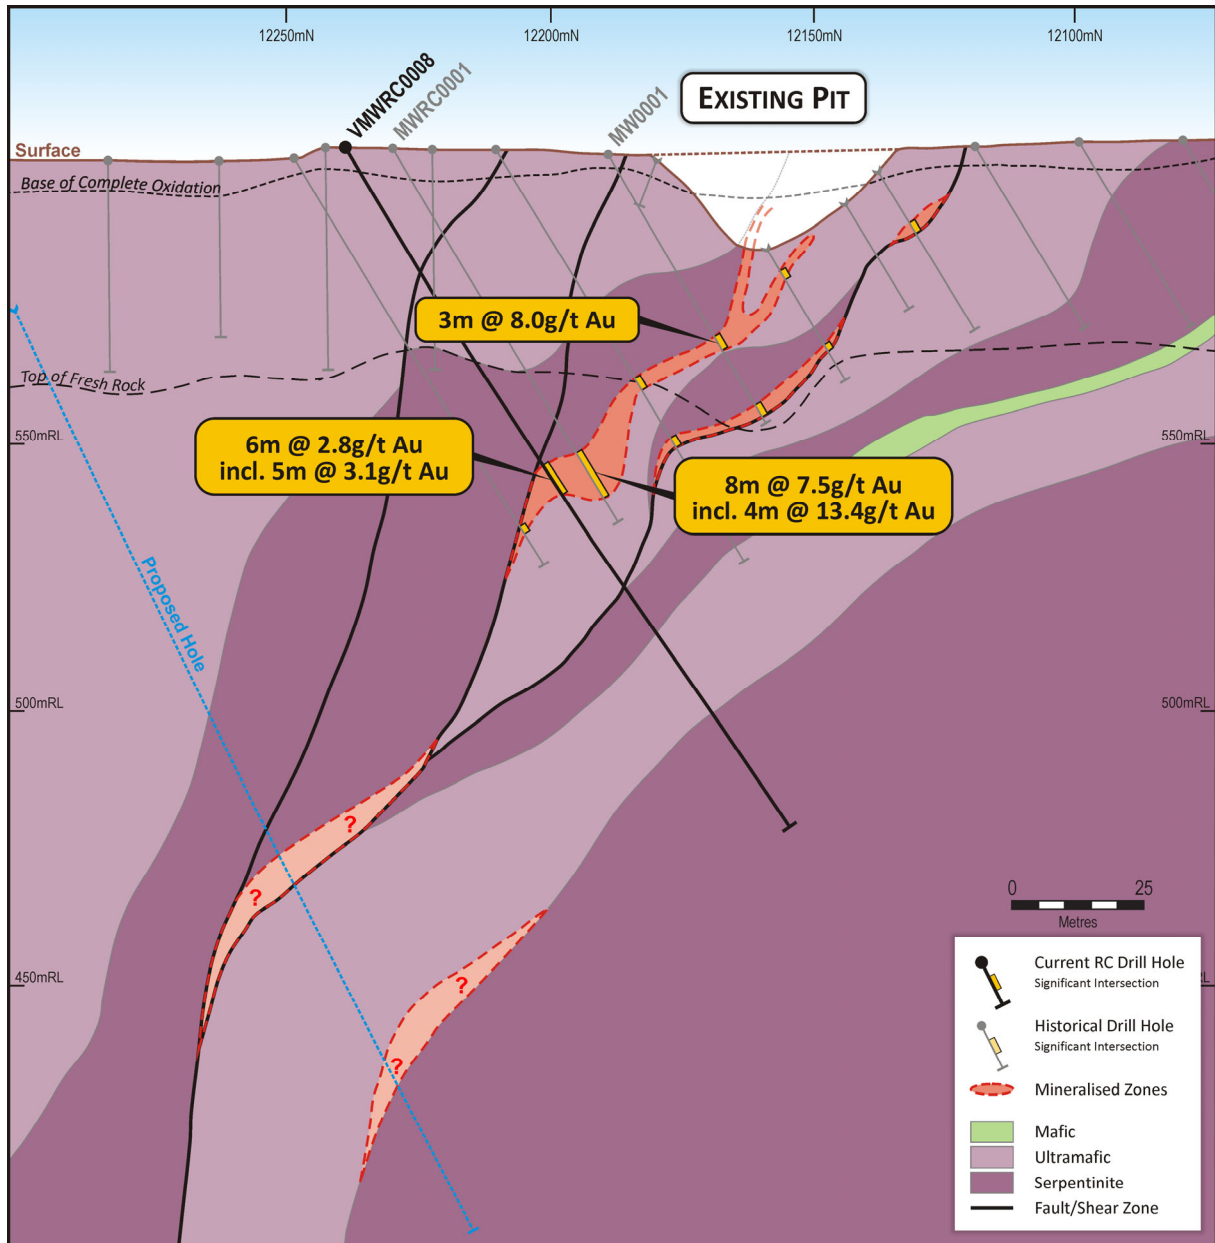 12250mN
12200mN
12150mN
12100mN
VMWRC0008
MWRC0001
MW0001
EXISTING PIT
Surface
Base of Complete Oxidation
3m @ 8.0g/t Au
Top of Fresh Rock
550mRL
550mRL
6m @ 2.8g/t Au
incl. 5m @ 3.1g/t Au
8m @ 7.5g/t Au
incl. 4m @ 13.4g/t Au
Proposed Hole
500mRL
500mRL
?
?
0 25
Metres
450mRL
?
?
RL
Current RC Drill Hole
Significant Intersection
Historical Drill Hole
Significant Intersection
Mineralised Zones
Mafic
Ultramafic
Serpentinite
Fault/Shear Zone